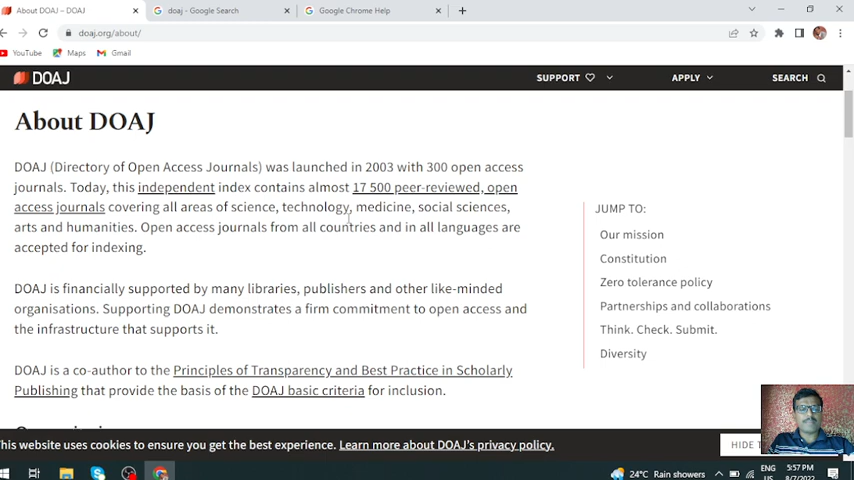 About DOAJ – DOAJ
doaj - Google Search
Google Chrome Help
doaj.org/about/
YouTube
Maps
Gmail
DOAJ
SUPPORT
APPLY
SEARCH
About DOAJ
DOAJ (Directory of Open Access Journals) was launched in 2003 with 300 open access
journals. Today, this independent index contains almost 17 500 peer-reviewed, open
access journals covering all areas of science, technology, medicine, social sciences,
arts and humanities. Open access journals from all countries and in all languages are
accepted for indexing.
DOAJ is financially supported by many libraries, publishers and other like-minded
organisations. Supporting DOAJ demonstrates a firm commitment to open access and
the infrastructure that supports it.
DOAJ is a co-author to the Principles of Transparency and Best Practice in Scholarly
Publishing that provide the basis of the DOAJ basic criteria for inclusion.
JUMP TO:
Our mission
Constitution
Zero tolerance policy
Partnerships and collaborations
Think. Check. Submit.
Diversity
This website uses cookies to ensure you get the best experience. Learn more about DOAJ's privacy policy.
HIDE
24°C Rain showers
ENG
US
5:57 PM
8/7/2022